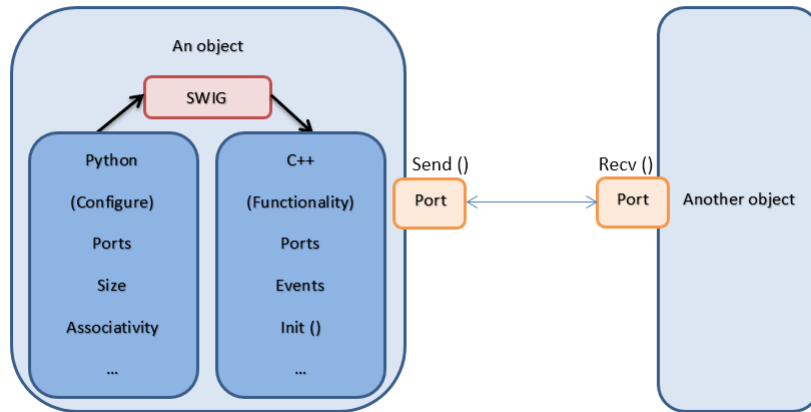 An object
SWIG
Python
(Configure)
Ports
Size
Associativity
...
C++
(Functionality)
Ports
Events
Init ()
...
Send ()
Port
Recv ()
Port
Another object